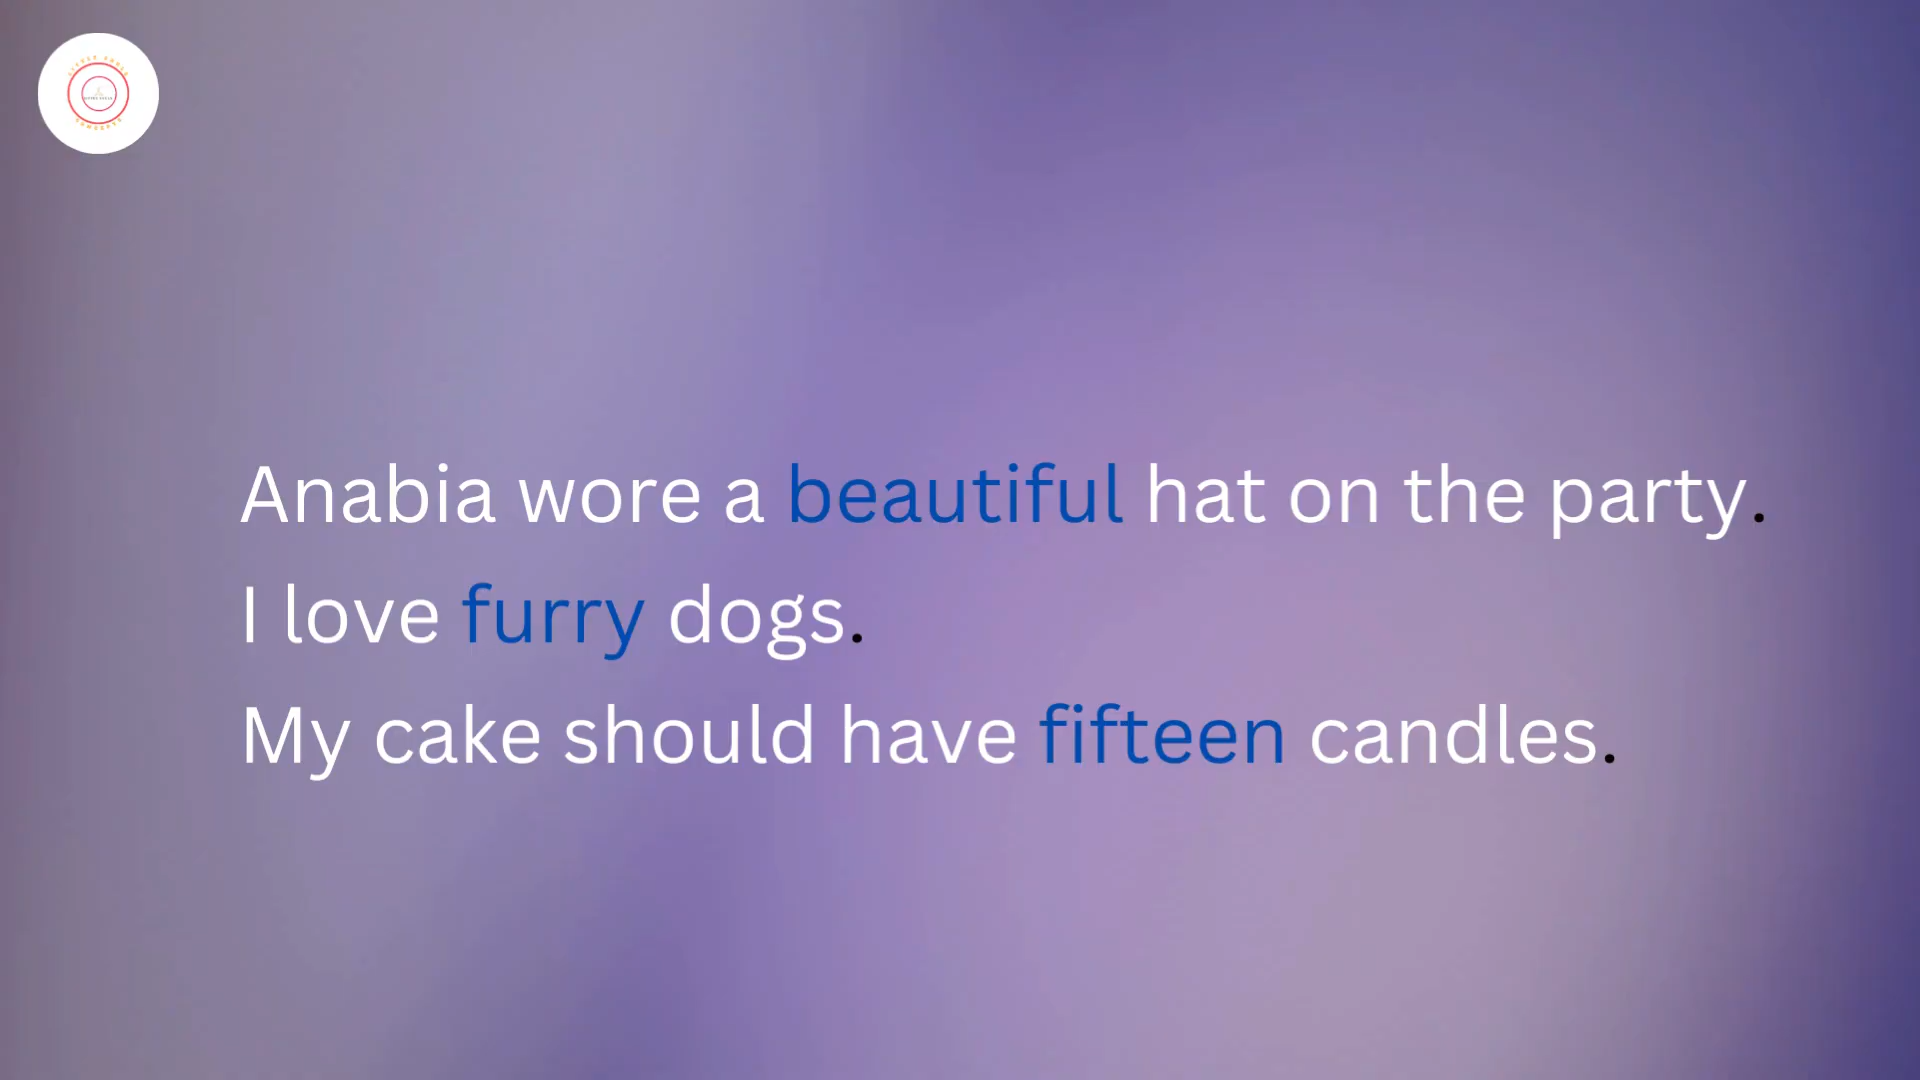 Anabia wore a beautiful hat on the party.
I love furry dogs.
My cake should have fifteen candles.